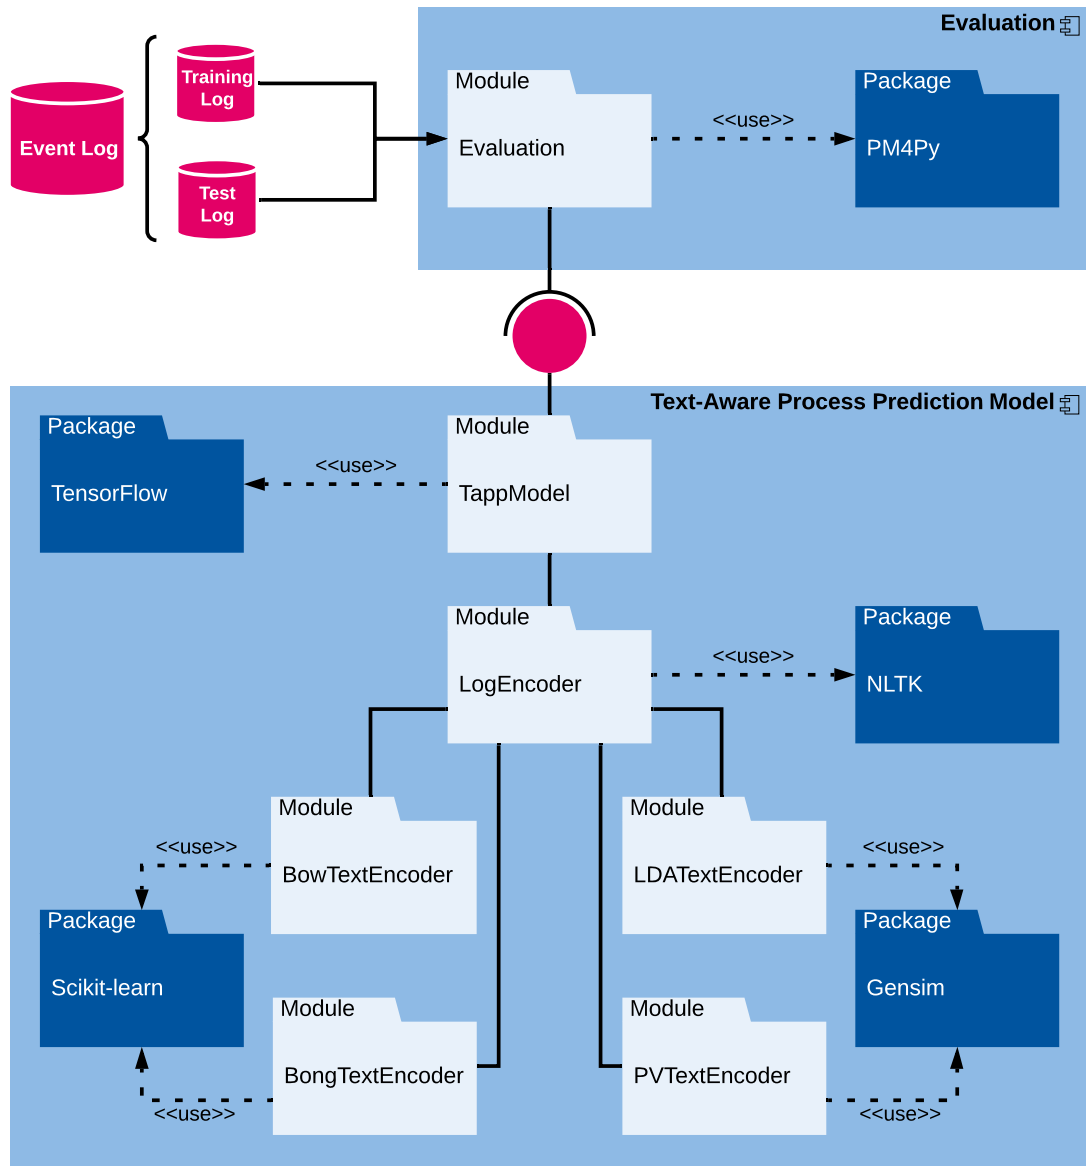 Evaluation
Event Log
Training
Log
Test
Log
Module
Evaluation
<<use>>
Package
PM4Py
Text-Aware Process Prediction Model
Package
TensorFlow
<<use>>
Module
TappModel
Module
LogEncoder
<<use>>
Package
NLTK
Module
BowTextEncoder
<<use>>
Module
LDATextEncoder
<<use>>
Package
Scikit-learn
Package
Gensim
Module
BongTextEncoder
<<use>>
Module
PVTextEncoder
<<use>>